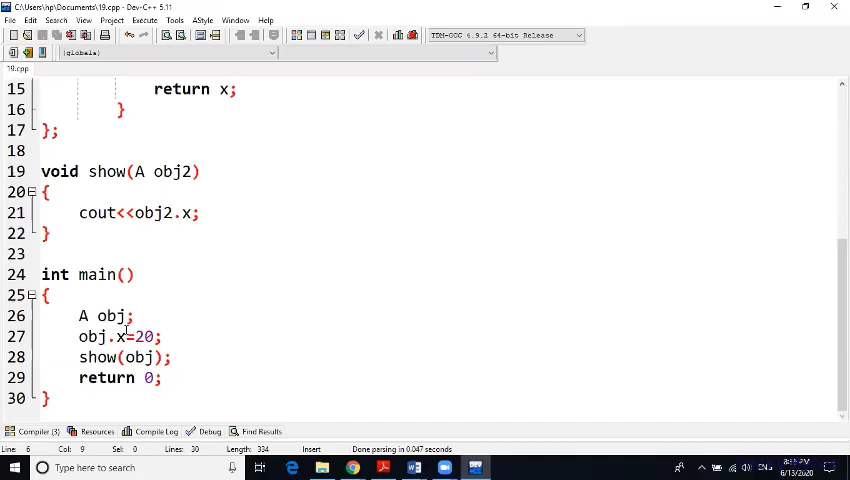 C:\Users\hp\Documents\19.cpp - Dev-C++ 5.11
File Edit Search View Project Execute Tools AStyle Window Help
TDM-GCC 4.9.2 64-bit Release
(globals)
19.cpp
15 return x;
16 }
17 };
18
19 void show(A obj2)
20 {
21 cout<<obj2.x;
22 }
23
24 int main()
25 {
26 A obj;
27 obj.x=20;
28 show(obj);
29 return 0;
30 }
Compiler (3) Resources Compile Log Debug Find Results
Line: 6 Col: 9 Sel: 0 Lines: 30 Length: 334 Insert Done parsing in 0.047 seconds
Type here to search
ENG
6/13/2020